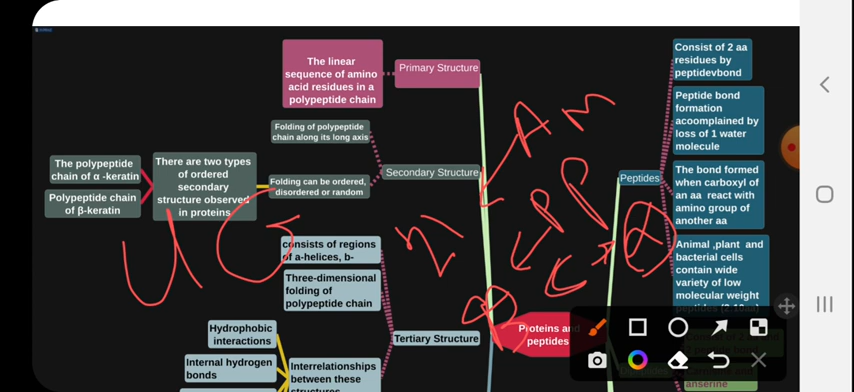 The linear
sequence of amino
acid residues in a
polypeptide chain
Primary Structure
Folding of polypeptide
chain along its long axis
Secondary Structure
Folding can be ordered,
disordered or random
There are two types
of ordered
secondary
structure observed
in proteins
The polypeptide
chain of α -keratin
Polypeptide chain
of β-keratin
consists of regions
of a-helices, b-
Three-dimensional
folding of
polypeptide chain
Tertiary Structure
Hydrophobic
interactions
Internal hydrogen
bonds
Interrelationships
between these
structures
Proteins and
peptides
Peptides
Consist of 2 aa
residues by
peptidevbond
Peptide bond
formation
acoomplained by
loss of 1 water
molecule
The bond formed
when carboxyl of
an aa react with
amino group of
another aa
Animal ,plant and
bacterial cells
contain wide
variety of low
molecular weight
peptides
anserine